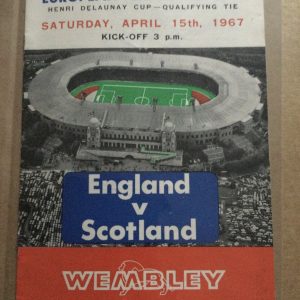 HENRI DELAUNAY CUP — QUALIFYING TIE
SATURDAY, APRIL 15th, 1967
KICK-OFF 3 p.m.
England
v
Scotland
WEMBLEY